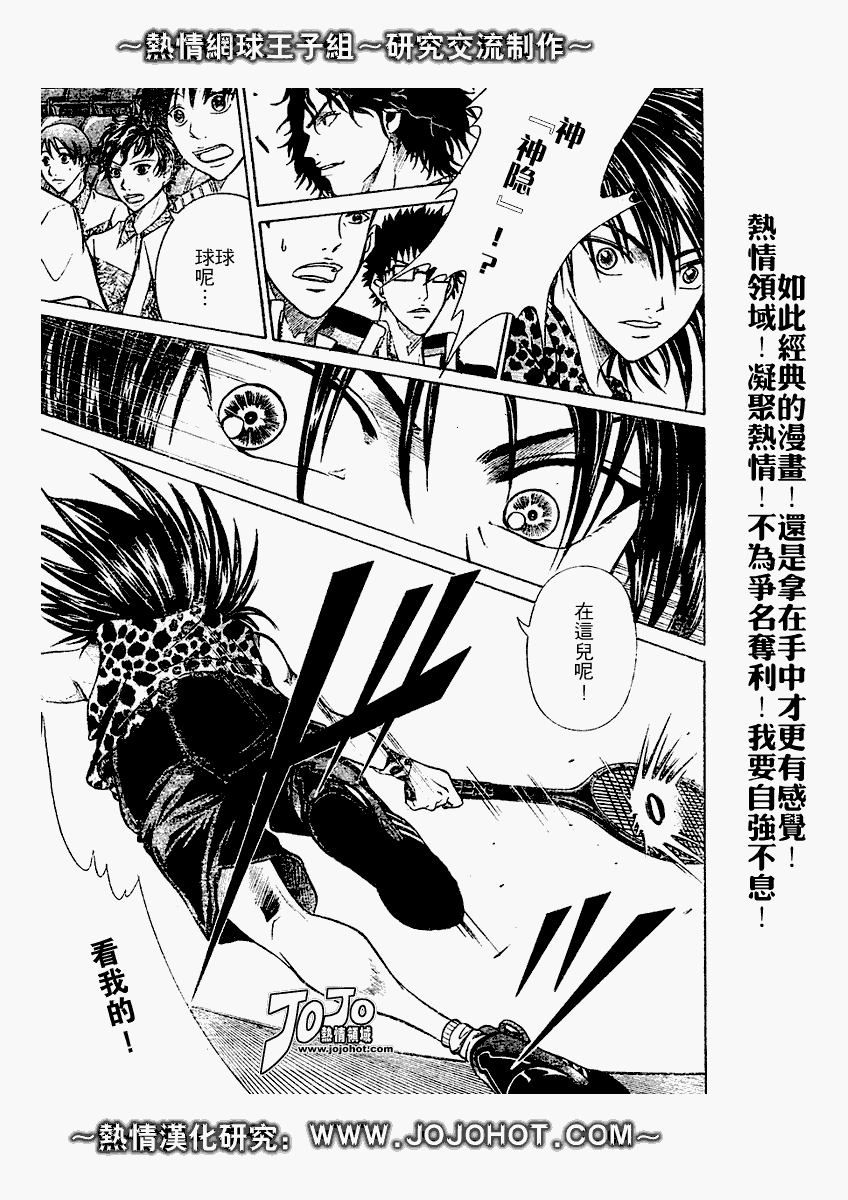 ～熱情網球王子組～研究交流制作～
神
『神隐』！？
球球
呢…
在這兒呢！
看我的！
JOJO
熱情領域
www.jojohot.com
如此經典的漫畫！還是拿在手中才更有感覺！
熱情領域！凝聚熱情！不為爭名奪利！我要自強不息！
～熱情漢化研究：WWW.JOJOHOT.COM～